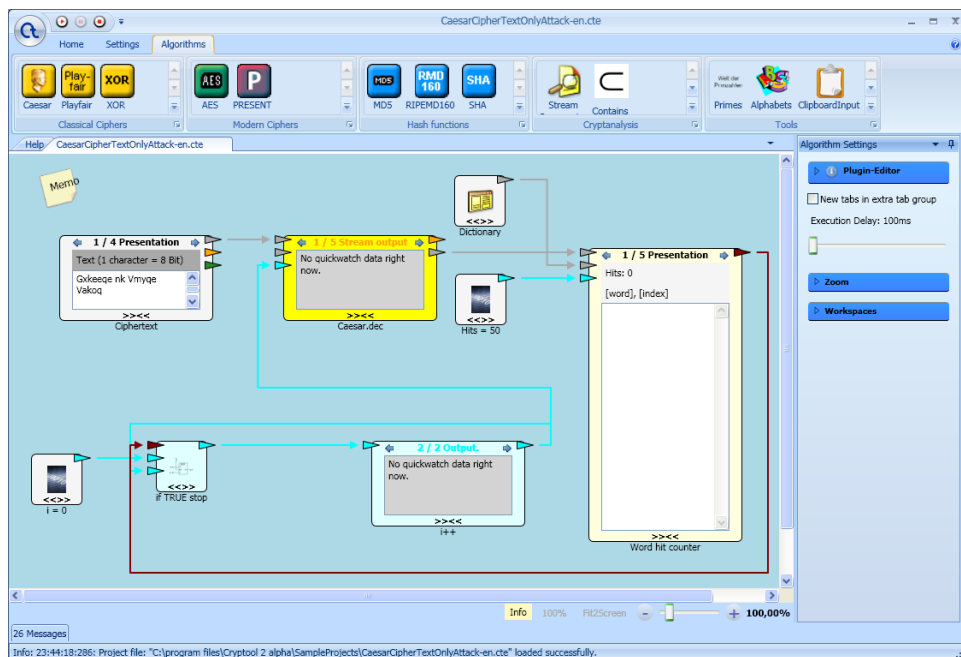 CaesarCipherTextOnlyAttack-en.cte
Home Settings Algorithms
Play-
fair
XOR
AES
P
MD5
RMD
160
SHA
Welt der
Primzahlen
Caesar Playfair XOR
AES PRESENT
MD5 RIPEMD160 SHA
Stream Contains
Primes Alphabets ClipboardInput
Classical Ciphers
Modern Ciphers
Hash functions
Cryptanalysis
Tools
Help CaesarCipherTextOnlyAttack-en.cte
Algorithm Settings
Plugin-Editor
New tabs in extra tab group
Execution Delay: 100ms
Zoom
Workspaces
Memo
<<>>
Dictionary
1 / 4 Presentation
Text (1 character = 8 Bit)
Gxkeeqe nk Vmyqe
Vakoq
>><<
Ciphertext
1 / 5 Stream output
No quickwatch data right
now.
>><<
Caesar.dec
<<>>
Hits = 50
1 / 5 Presentation
Hits: 0
[word], [index]
>><<
Word hit counter
<<>>
i = 0
<<>>
if TRUE stop
2 / 2 Output.
No quickwatch data right
now.
>><<
i++
Info 100% Fit2Screen 100,00%
26 Messages
Info: 23:44:18:286: Project file: "C:\program files\Cryptool 2 alpha\SampleProjects\CaesarCipherTextOnlyAttack-en.cte" loaded successfully.